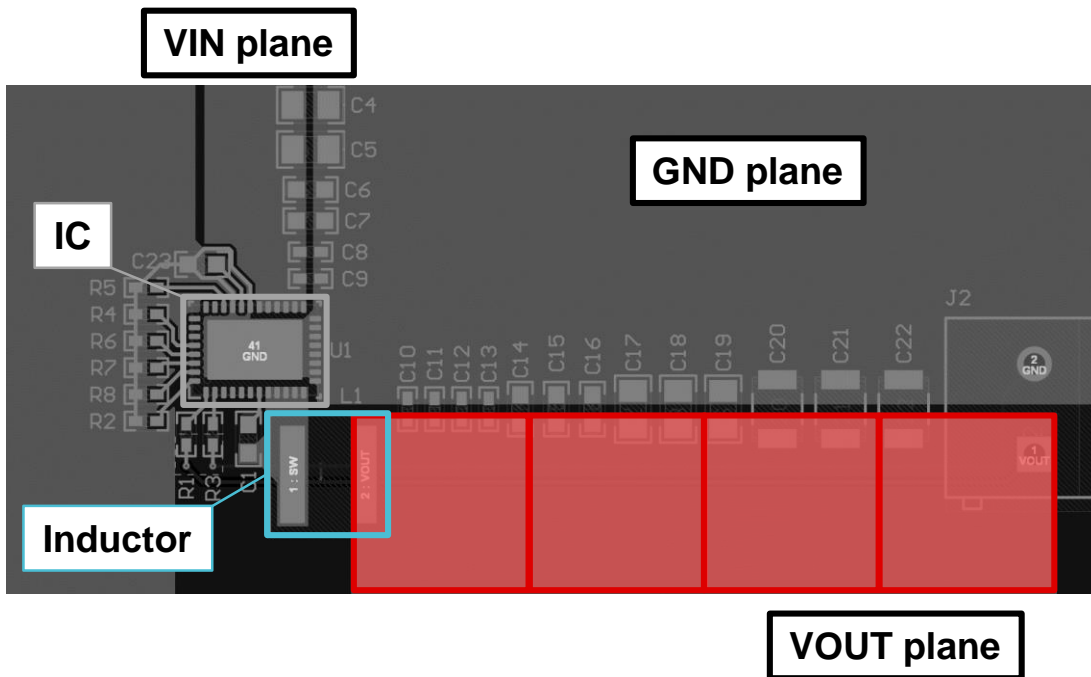 VIN plane
C4
C5
GND plane
C6
C7
IC
C8
C23
C9
R5
J2
R4
R6
41
GND
U1
R7
R8
C10
C11
C12
C13
C14
C15
C16
C17
C18
C19
C20
C21
C22
2
GND
L1
R2
1 : SW
2 : VOUT
1
VOUT
R1
R3
C1
Inductor
VOUT plane